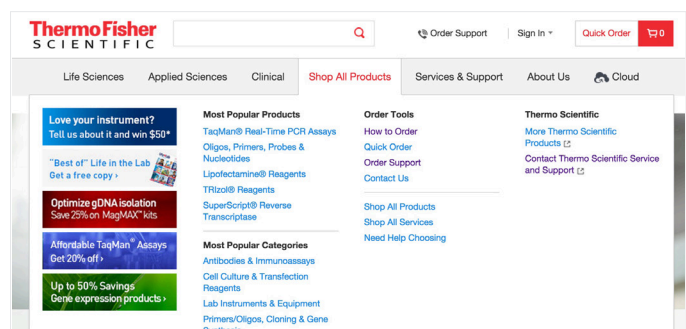 ThermoFisher
SCIENTIFIC
Order Support
Sign In
Quick Order
0
Life Sciences
Applied Sciences
Clinical
Shop All Products
Services & Support
About Us
Cloud
Love your instrument?
Tell us about it and win $50*
"Best of" Life in the Lab
Get a free copy ›
Optimize gDNA isolation
Save 25% on MagMAX™ kits
Affordable TaqMan® Assays
Get 20% off ›
Up to 50% Savings
Gene expression products ›
Most Popular Products
TaqMan® Real-Time PCR Assays
Oligos, Primers, Probes &
Nucleotides
Lipofectamine® Reagents
TRIzol® Reagents
SuperScript® Reverse
Transcriptase
Most Popular Categories
Antibodies & Immunoassays
Cell Culture & Transfection
Reagents
Lab Instruments & Equipment
Primers/Oligos, Cloning & Gene
Order Tools
How to Order
Quick Order
Order Support
Contact Us
Shop All Products
Shop All Services
Need Help Choosing
Thermo Scientific
More Thermo Scientific
Products
Contact Thermo Scientific Service
and Support